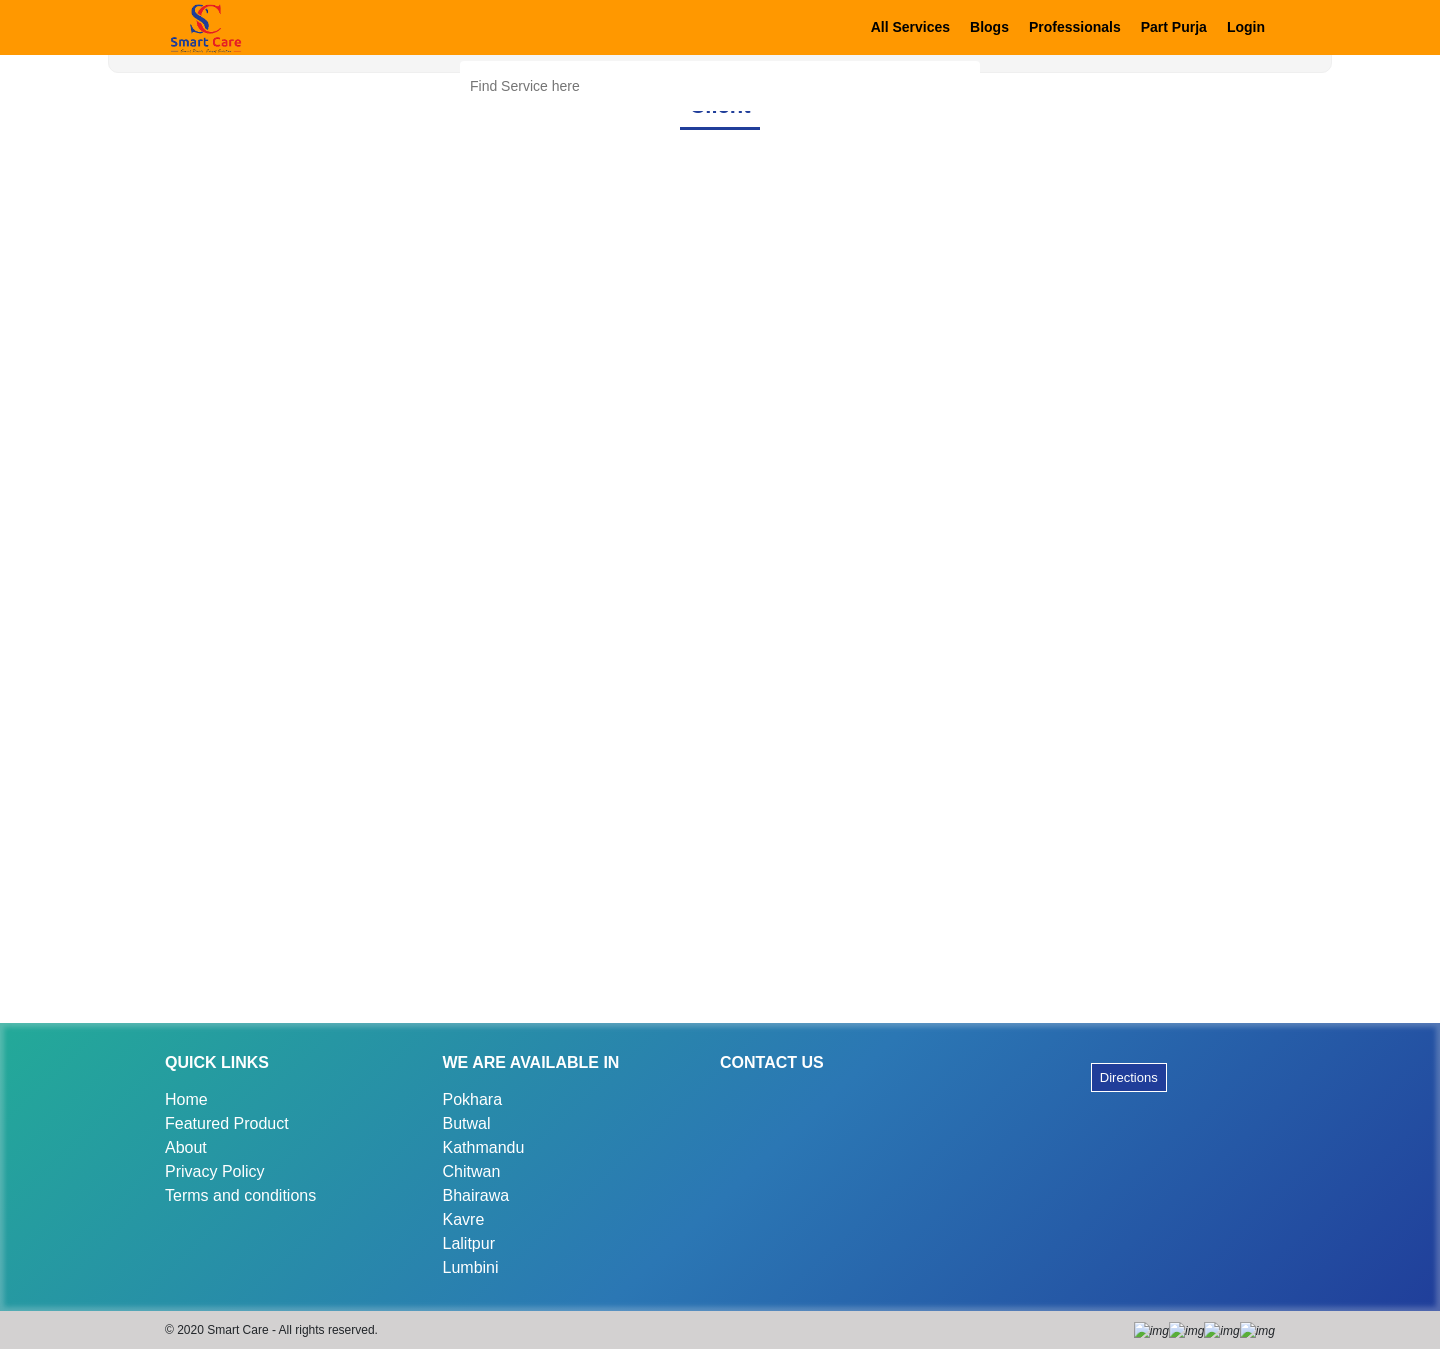 Smart Care
All Services
Blogs
Professionals
Part Purja
Login
Find Service here
Client
QUICK LINKS
Home
Featured Product
About
Privacy Policy
Terms and conditions
WE ARE AVAILABLE IN
Pokhara
Butwal
Kathmandu
Chitwan
Bhairawa
Kavre
Lalitpur
Lumbini
CONTACT US
Directions
© 2020 Smart Care - All rights reserved.
img img img img